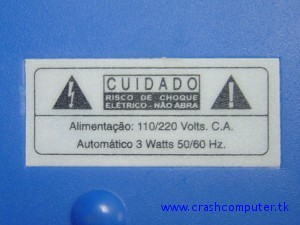 CUIDADO
RISCO DE CHOQUE
ELÉTRICO - NÃO ABRA
Alimentação: 110/220 Volts. C.A.
Automático 3 Watts 50/60 Hz.
www.crashcomputer.tk